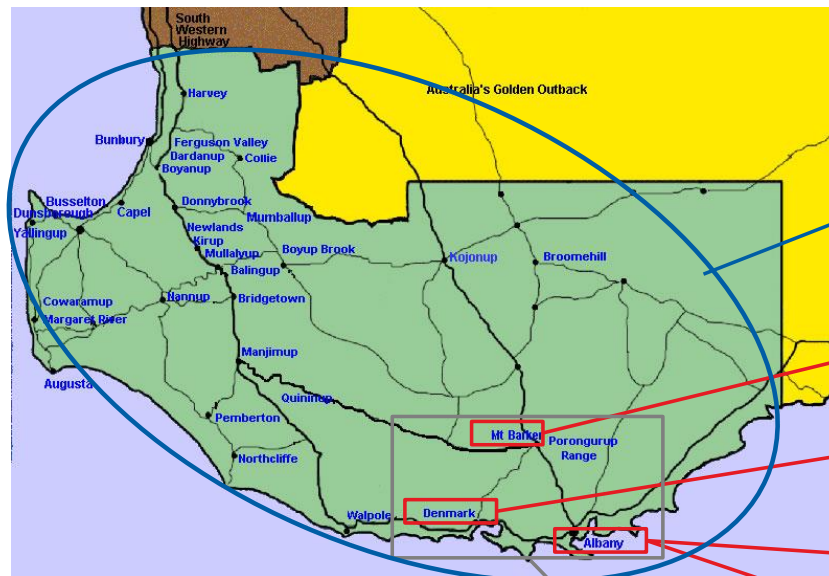 South
Western
Highway
Australia's Golden Outback
Harvey
Bunbury
Ferguson Valley
Dardanup
Collie
Boyanup
Busselton
Dunsborough
Capel
Donnybrook
Yallingup
Mumballup
Newlands
Kirup
Mullalyup
Boyup Brook
Kojonup
Broomehill
Balingup
Cowaramup
Nannup
Bridgetown
Margaret River
Manjimup
Augusta
Quininup
Pemberton
Mt Barker
Porongurup
Range
Northcliffe
Walpole
Denmark
Albany